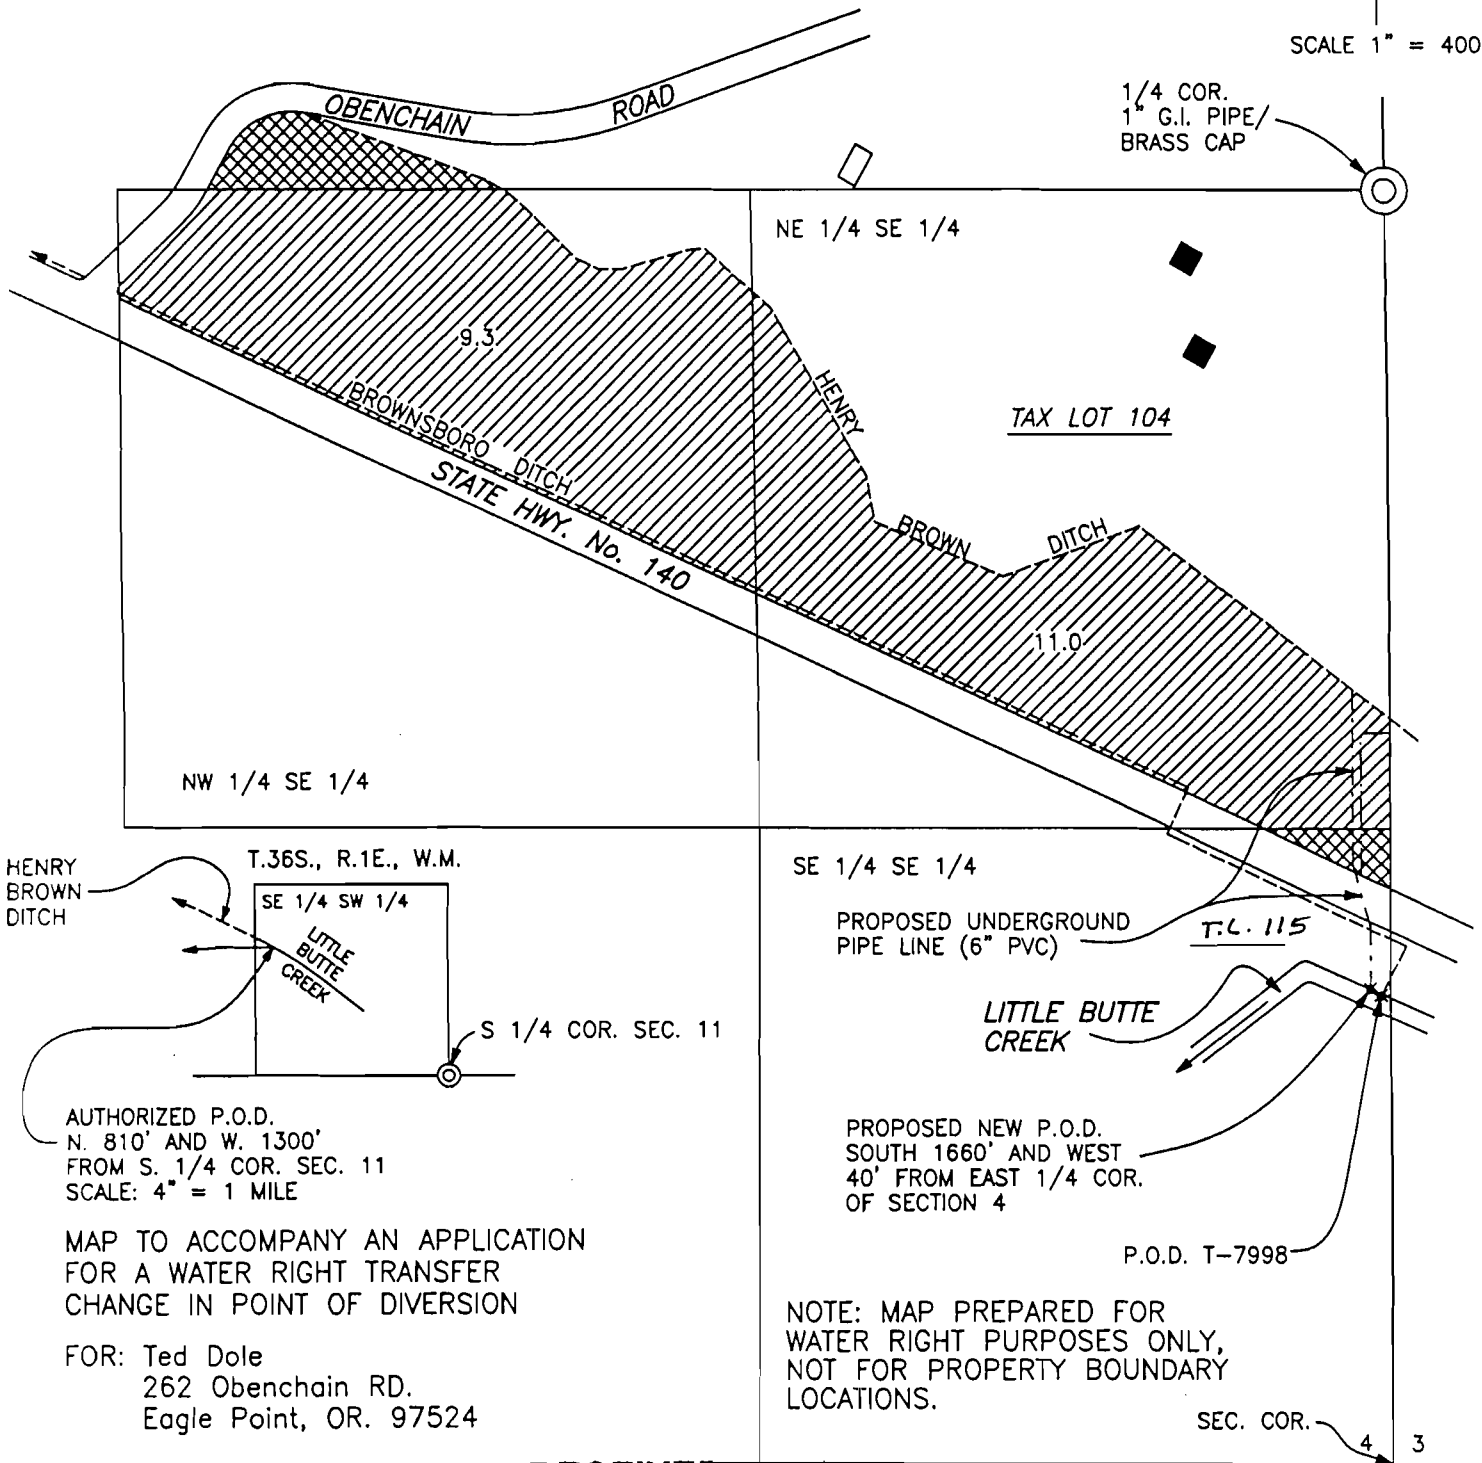 SCALE 1" = 400
1/4 COR.
1" G.I. PIPE/
BRASS CAP
OBENCHAIN ROAD
NE 1/4 SE 1/4
9.3
HENRY
TAX LOT 104
BROWNSBORO DITCH
STATE HWY. No. 140
BROWN DITCH
11.0
NW 1/4 SE 1/4
HENRY
BROWN
DITCH
T.36S., R.1E., W.M.
SE 1/4 SW 1/4
LITTLE
BUTTE
CREEK
S 1/4 COR. SEC. 11
SE 1/4 SE 1/4
PROPOSED UNDERGROUND
PIPE LINE (6" PVC)
T.L. 115
LITTLE BUTTE
CREEK
AUTHORIZED P.O.D.
N. 810' AND W. 1300'
FROM S. 1/4 COR. SEC. 11
SCALE: 4" = 1 MILE
PROPOSED NEW P.O.D.
SOUTH 1660' AND WEST
40' FROM EAST 1/4 COR.
OF SECTION 4
P.O.D. T-7998
MAP TO ACCOMPANY AN APPLICATION
FOR A WATER RIGHT TRANSFER
CHANGE IN POINT OF DIVERSION
FOR: Ted Dole
262 Obenchain RD.
Eagle Point, OR. 97524
NOTE: MAP PREPARED FOR
WATER RIGHT PURPOSES ONLY,
NOT FOR PROPERTY BOUNDARY
LOCATIONS.
SEC. COR.
4 3